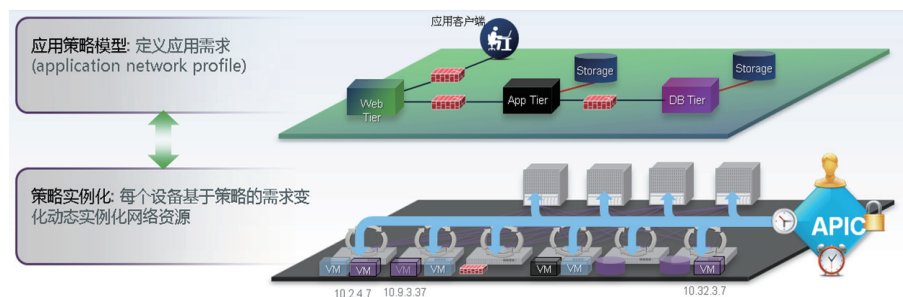 应用客户端
应用策略模型: 定义应用需求
(application network profile)
Storage
Storage
Web
Tier
App Tier
DB Tier
策略实例化: 每个设备基于策略的需求变
化动态实例化网络资源
APIC
VM
VM
VM
VM
VM
VM
VM
10.2.4.7
10.9.3.37
10.32.3.7